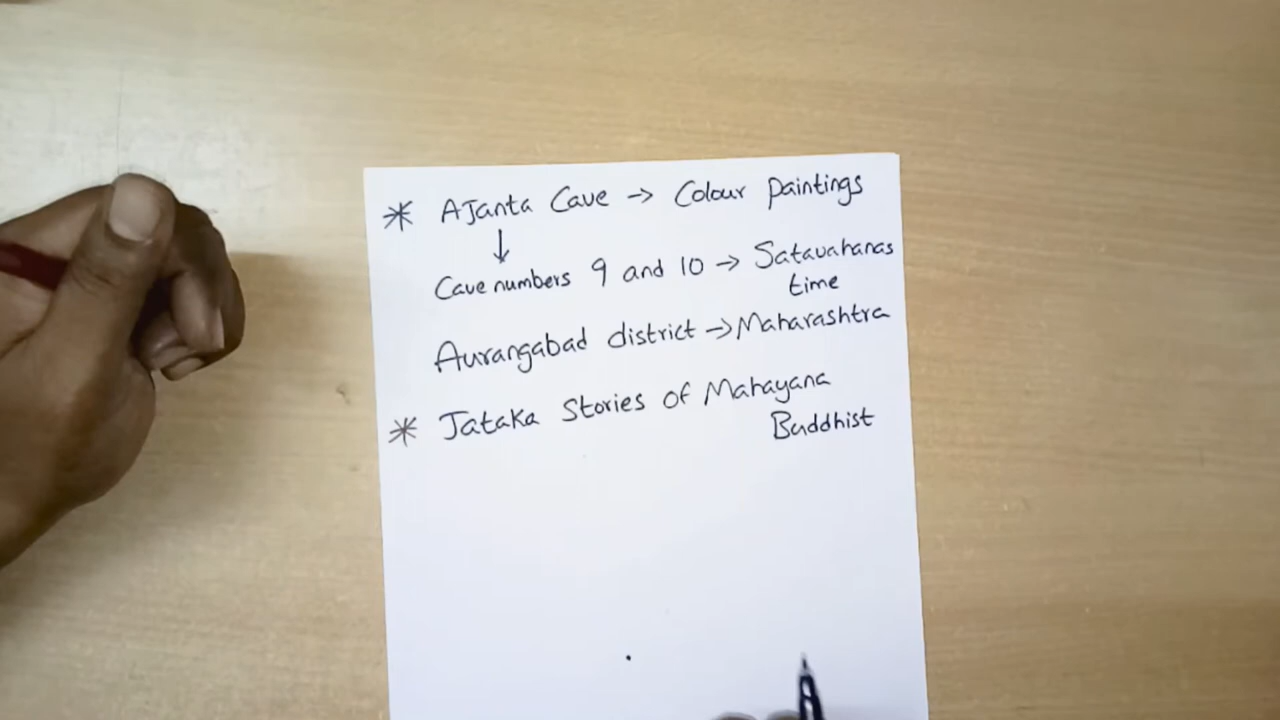 * Ajanta Cave → Colour Paintings
↓
Cave numbers 9 and 10 → Satavahanas
time
Aurangabad district → Maharashtra
* Jataka Stories of Mahayana
Buddhist